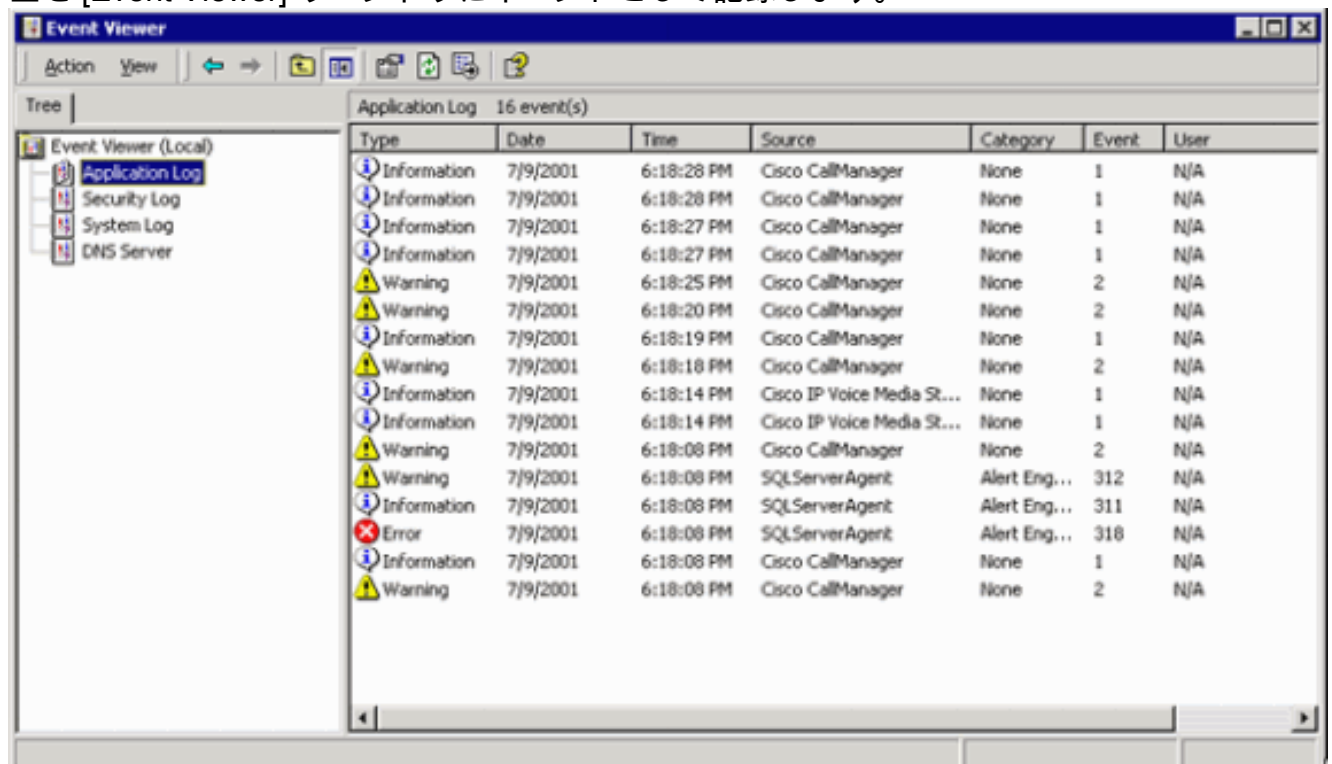 [Event Viewer]
Event Viewer
Action View
Tree
Application Log 16 event(s)
Event Viewer (Local)
Application Log
Security Log
System Log
DNS Server
Type Date Time Source Category Event User
Information 7/9/2001 6:18:28 PM Cisco CallManager None 1 N/A
Information 7/9/2001 6:18:28 PM Cisco CallManager None 1 N/A
Information 7/9/2001 6:18:27 PM Cisco CallManager None 1 N/A
Information 7/9/2001 6:18:27 PM Cisco CallManager None 1 N/A
Warning 7/9/2001 6:18:25 PM Cisco CallManager None 2 N/A
Warning 7/9/2001 6:18:20 PM Cisco CallManager None 2 N/A
Information 7/9/2001 6:18:19 PM Cisco CallManager None 1 N/A
Warning 7/9/2001 6:18:18 PM Cisco CallManager None 2 N/A
Information 7/9/2001 6:18:14 PM Cisco IP Voice Media St... None 1 N/A
Information 7/9/2001 6:18:14 PM Cisco IP Voice Media St... None 1 N/A
Warning 7/9/2001 6:18:08 PM Cisco CallManager None 2 N/A
Warning 7/9/2001 6:18:08 PM SQLServerAgent Alert Eng... 312 N/A
Information 7/9/2001 6:18:08 PM SQLServerAgent Alert Eng... 311 N/A
Error 7/9/2001 6:18:08 PM SQLServerAgent Alert Eng... 318 N/A
Information 7/9/2001 6:18:08 PM Cisco CallManager None 1 N/A
Warning 7/9/2001 6:18:08 PM Cisco CallManager None 2 N/A